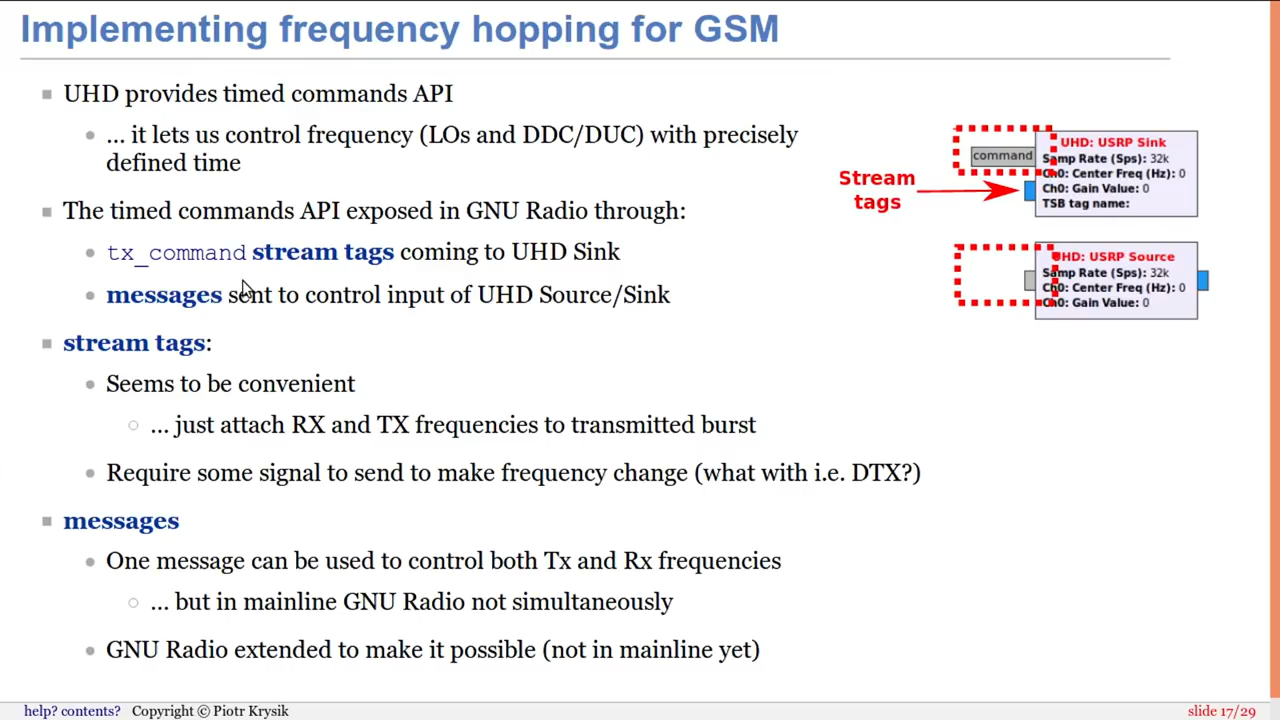 Implementing frequency hopping for GSM
UHD provides timed commands API
... it lets us control frequency (LOs and DDC/DUC) with precisely
defined time
The timed commands API exposed in GNU Radio through:
tx_command stream tags coming to UHD Sink
messages sent to control input of UHD Source/Sink
stream tags:
Seems to be convenient
... just attach RX and TX frequencies to transmitted burst
Require some signal to send to make frequency change (what with i.e. DTX?)
messages
One message can be used to control both Tx and Rx frequencies
... but in mainline GNU Radio not simultaneously
GNU Radio extended to make it possible (not in mainline yet)
Stream
tags
command
UHD: USRP Sink
Samp Rate (Sps): 32k
Ch0: Center Freq (Hz): 0
Ch0: Gain Value: 0
TSB tag name:
UHD: USRP Source
Samp Rate (Sps): 32k
Ch0: Center Freq (Hz): 0
Ch0: Gain Value: 0
help? contents? Copyright © Piotr Krysik
slide 17/29